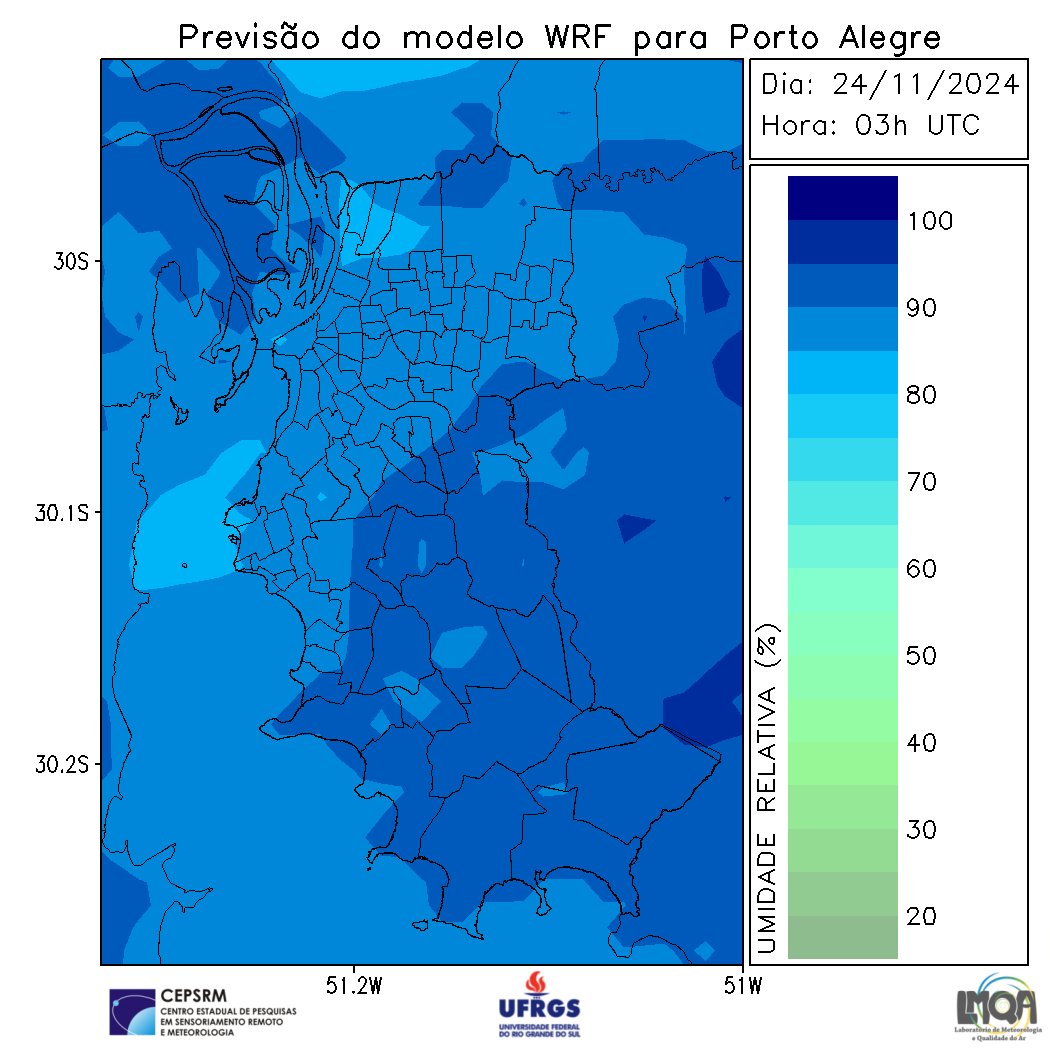 Previsão do modelo WRF para Porto Alegre
Dia: 24/11/2024
Hora: 03h UTC
30S
30.1S
30.2S
51.2W
51W
UMIDADE RELATIVA (%)
100
90
80
70
60
50
40
30
20
CEPSRM
CENTRO ESTADUAL DE PESQUISAS
EM SENSORIAMENTO REMOTO
E METEOROLOGIA
UFRGS
UNIVERSIDADE FEDERAL
DO RIO GRANDE DO SUL
LMQA
Laboratório de Meteorologia
e Qualidade do Ar